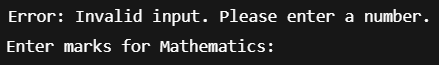 Error: Invalid input. Please enter a number.
Enter marks for Mathematics: